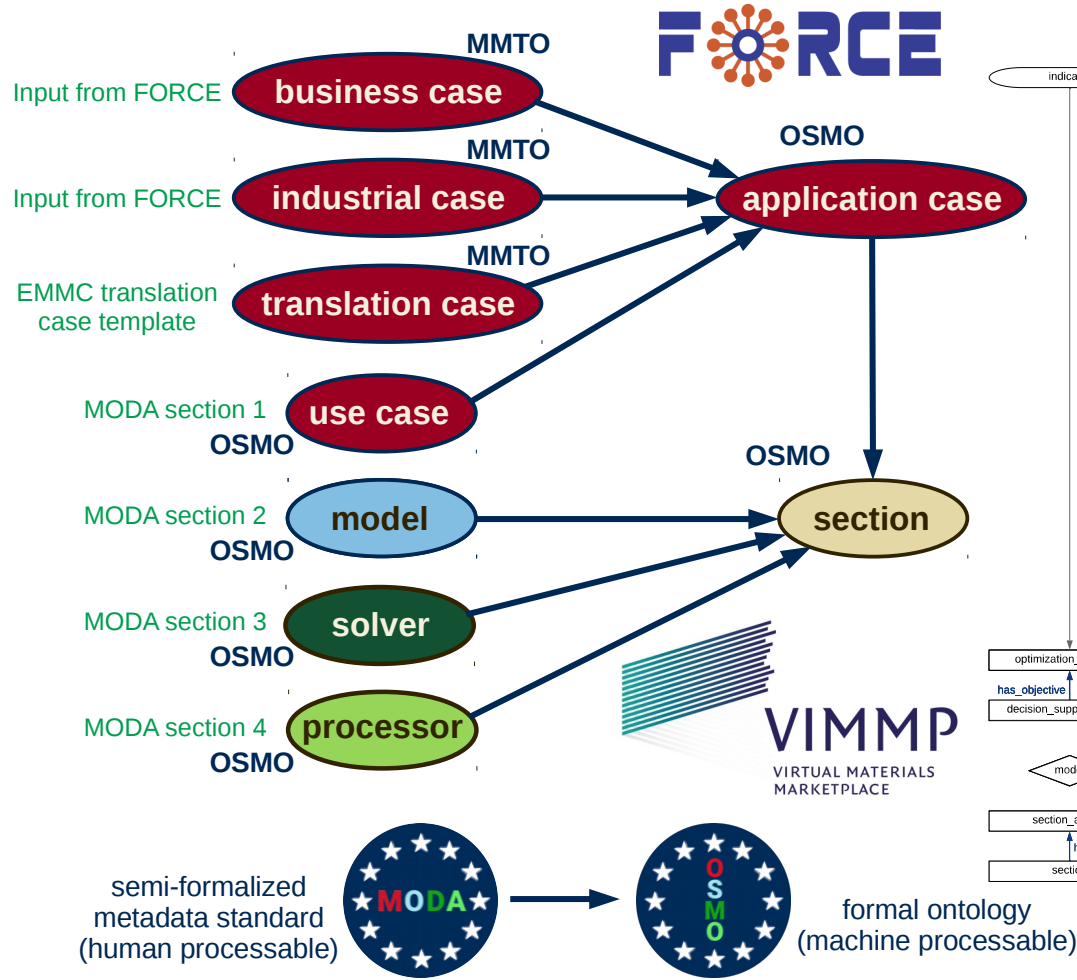 FORCE
MMTO
Input from FORCE
business case
MMTO
OSMO
Input from FORCE
industrial case
application case
MMTO
EMMC translation
case template
translation case
MODA section 1
OSMO
use case
OSMO
MODA section 2
OSMO
model
section
MODA section 3
OSMO
solver
MODA section 4
OSMO
processor
VIMMP
VIRTUAL MATERIALS
MARKETPLACE
has_objective
semi-formalized
metadata standard
(human processable)
MODA
OSMO
formal ontology
(machine processable)